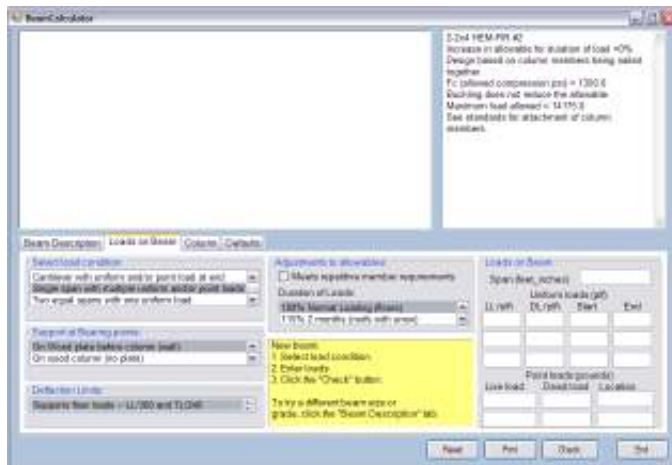 BeamCalculator
2-2x4 HEM-FIR #2
Increase in allowable for duration of load =0%
Design based on column members being nailed
together
Fc (allowed compression psi) =
Buckling does not reduce the allowable
Maximum load allowed =
See standards for attachment of column
members.
Beam Description
Loads on Beam
Column
Defaults
Select load condition
Cantilever with uniform and/or point load at end
Single span with multiple uniform and/or point loads
Two equal spans with one uniform load
Support at Bearing points:
On Wood plate before column (wall)
On wood column (no plate)
Deflection Limits
Supports floor loads = LL/360 and TL/240
Adjustments to allowables
Meets repetitive member requirements
Duration of Loads
100% Normal Loading (floors)
115% 2 months (roofs with snow)
New beam:
1. Select load condition
2. Enter loads
3. Click the "Check" button
To try a different beam size or
grade, click the "Beam Description" tab.
Loads on Beam
Span (feet, inches)
Uniform loads (plf)
LL/plf DL/plf Start End
Point loads (pounds)
Live load Dead load Location
Reset
Print
Check
End